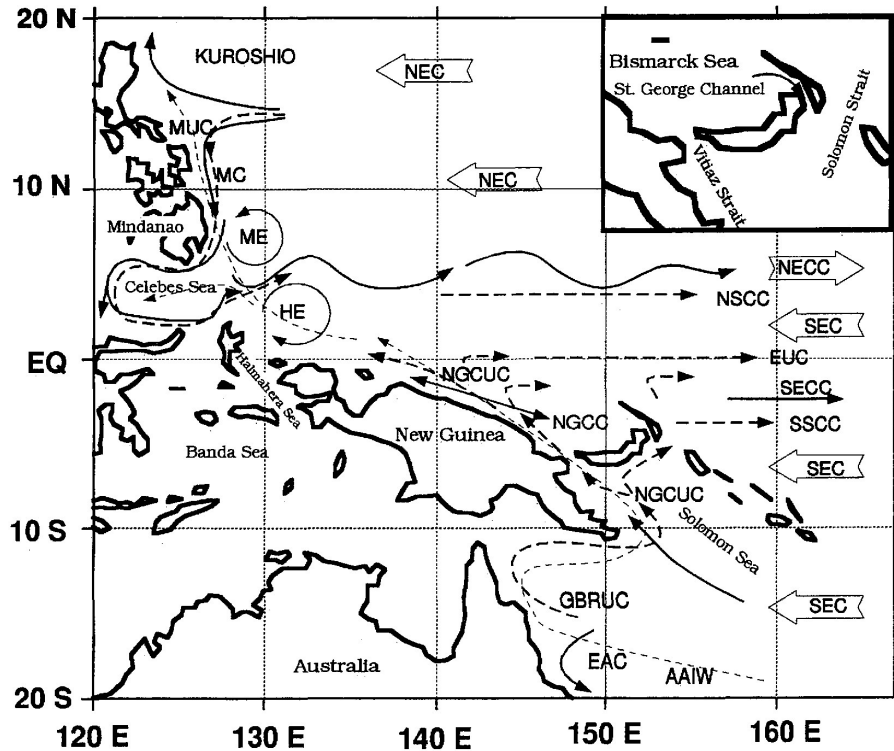 20 N
KUROSHIO
NEC
Bismarck Sea
St. George Channel
Solomon Strait
Vitiaz Strait
MUC
10 N
MC
NEC
Mindanao
ME
NECC
Celebes Sea
NSCC
HE
SEC
EQ
EUC
Halmahera Sea
NGCUC
SECC
NGCC
SSCC
New Guinea
Banda Sea
SEC
NGCUC
Solomon Sea
10 S
GBRUC
SEC
EAC
Australia
AAIW
20 S
120 E
130 E
140 E
150 E
160 E